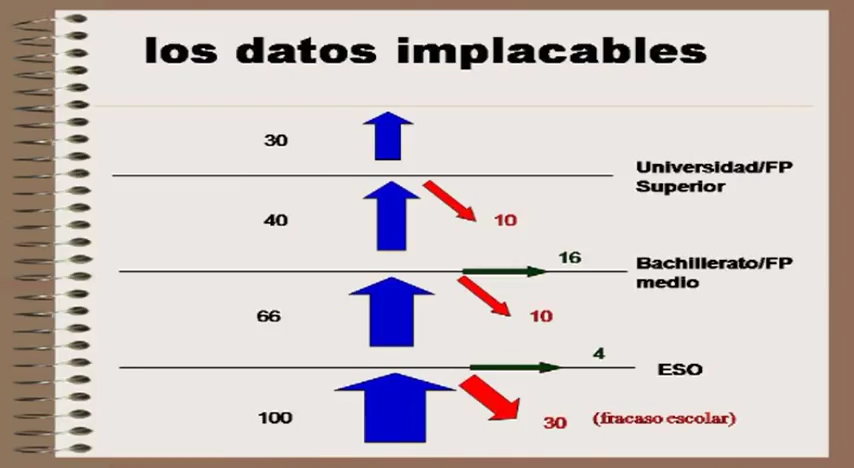 los datos implacables
30
Universidad/FP
Superior
40
10
16
Bachillerato/FP
medio
66
10
4
ESO
100
30 (fracaso escolar)